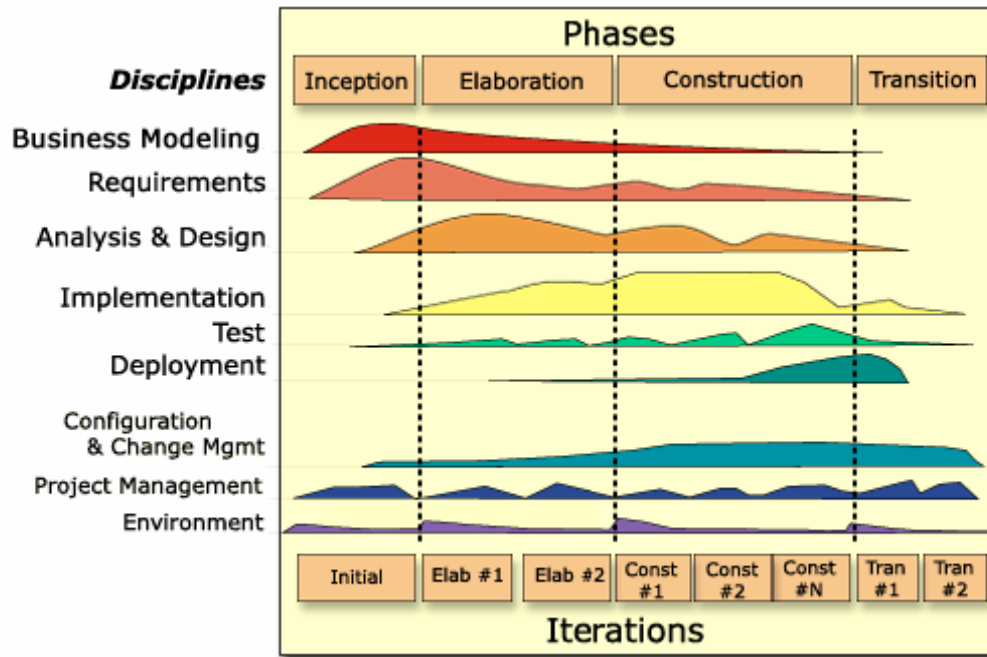 Phases
Disciplines Inception Elaboration Construction Transition
Business Modeling
Requirements
Analysis & Design
Implementation
Test
Deployment
Configuration
& Change Mgmt
Project Management
Environment
Initial Elab #1 Elab #2 Const #1 Const #2 Const #N Tran #1 Tran #2
Iterations